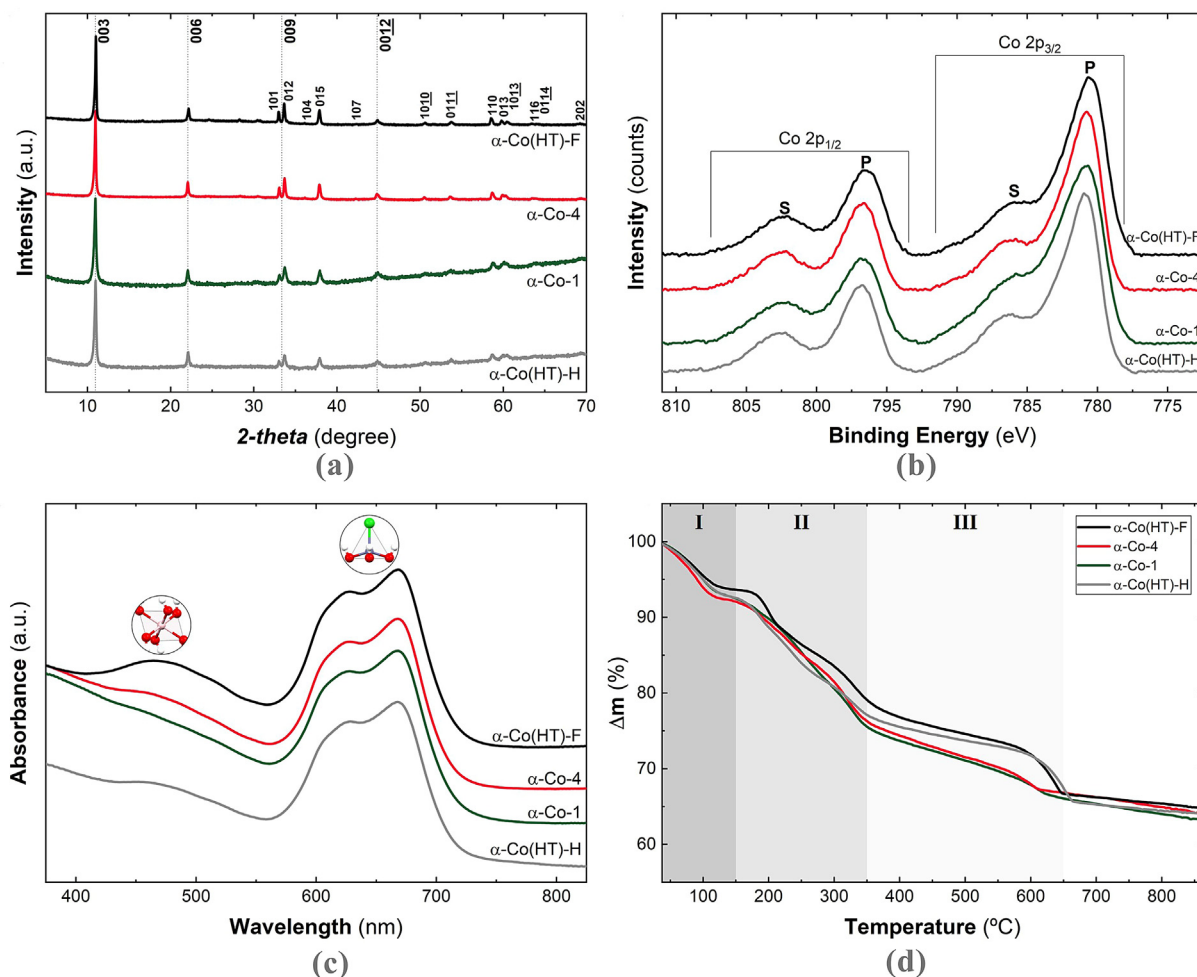 003
006
009
0012
101
012
104
015
107
1010
0111
110
013
1013
116
0114
202
α-Co(HT)-F
α-Co-4
α-Co-1
α-Co(HT)-H
Intensity (a.u.)
10 20 30 40 50 60 70
2-theta (degree)
(a)
Co 2p3/2
P
Co 2p1/2
P
S
S
α-Co(HT)-F
α-Co-4
α-Co-1
α-Co(HT)-H
Intensity (counts)
810 805 800 795 790 785 780 775
Binding Energy (eV)
(b)
α-Co(HT)-F
α-Co-4
α-Co-1
α-Co(HT)-H
Absorbance (a.u.)
400 500 600 700 800
Wavelength (nm)
(c)
I II III
α-Co(HT)-F
α-Co-4
α-Co-1
α-Co(HT)-H
100
90
80
70
60
Δm (%)
100 200 300 400 500 600 700 800
Temperature (ºC)
(d)